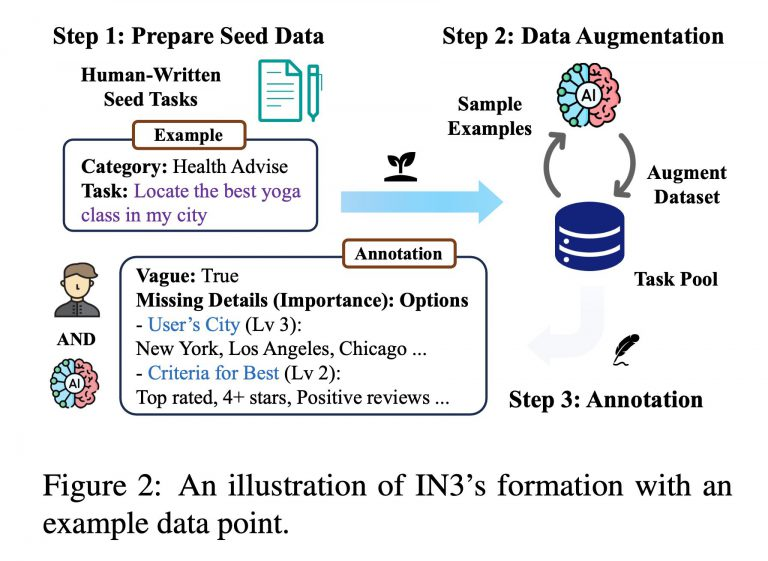 Step 1: Prepare Seed Data
Human-Written
Seed Tasks
Example
Category: Health Advise
Task: Locate the best yoga
class in my city
Step 2: Data Augmentation
Sample
Examples
AI
Augment
Dataset
Task Pool
Step 3: Annotation
AND
AI
Annotation
Vague: True
Missing Details (Importance): Options
- User's City (Lv 3):
New York, Los Angeles, Chicago ...
- Criteria for Best (Lv 2):
Top rated, 4+ stars, Positive reviews ...
Figure 2: An illustration of IN3's formation with an
example data point.